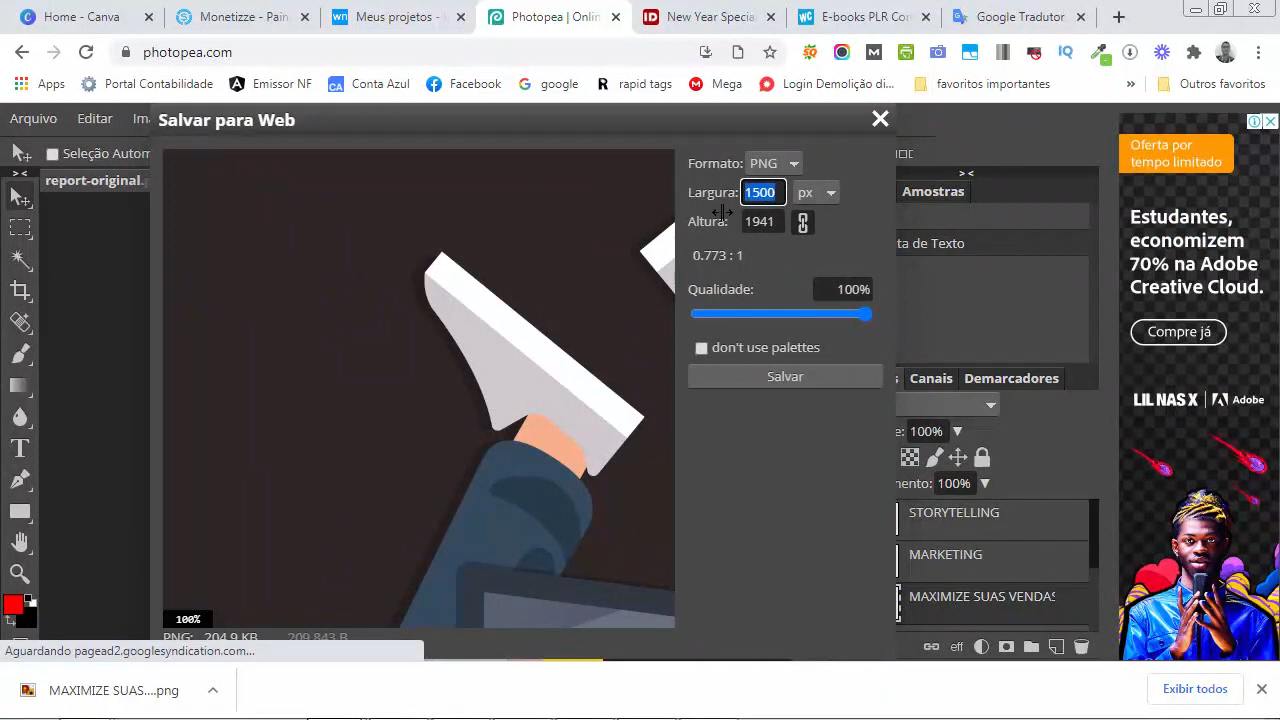 Home - Canva
Monetizze - Pain
Meus projetos -
Photopea | Onlin
New Year Specia
E-books PLR Cor
Google Tradutor
photopea.com
Apps
Portal Contabilidade
Emissor NF
Conta Azul
Facebook
google
rapid tags
Mega
Login Demolição di
favoritos importantes
Outros favoritos
Arquivo
Editar
Salvar para Web
Seleção Autom
report-original.p
Formato: PNG
Largura: 1500 px
Altura: 1941
0.773 : 1
Qualidade: 100%
don't use palettes
Salvar
Amostras
ta de Texto
Canais
Demarcadores
e: 100%
mento: 100%
STORYTELLING
MARKETING
MAXIMIZE SUAS VENDAS
eff
100%
PNG: 204.9 KB 209,843 B
Oferta por
tempo limitado
Estudantes,
economizem
70% na Adobe
Creative Cloud.
Compre já
LIL NAS X | Adobe
Aguardando pagead2.googlesyndication.com...
MAXIMIZE SUAS....png
Exibir todos